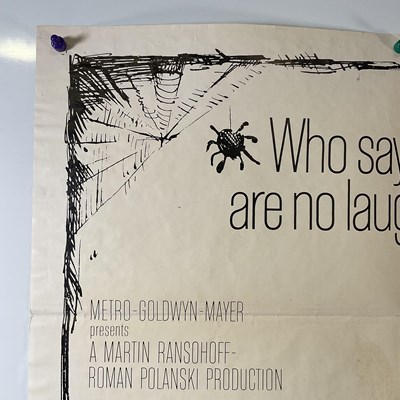 Who say
are no laug
METRO-GOLDWYN-MAYER
presents
A MARTIN RANSOHOFF-
ROMAN POLANSKI PRODUCTION